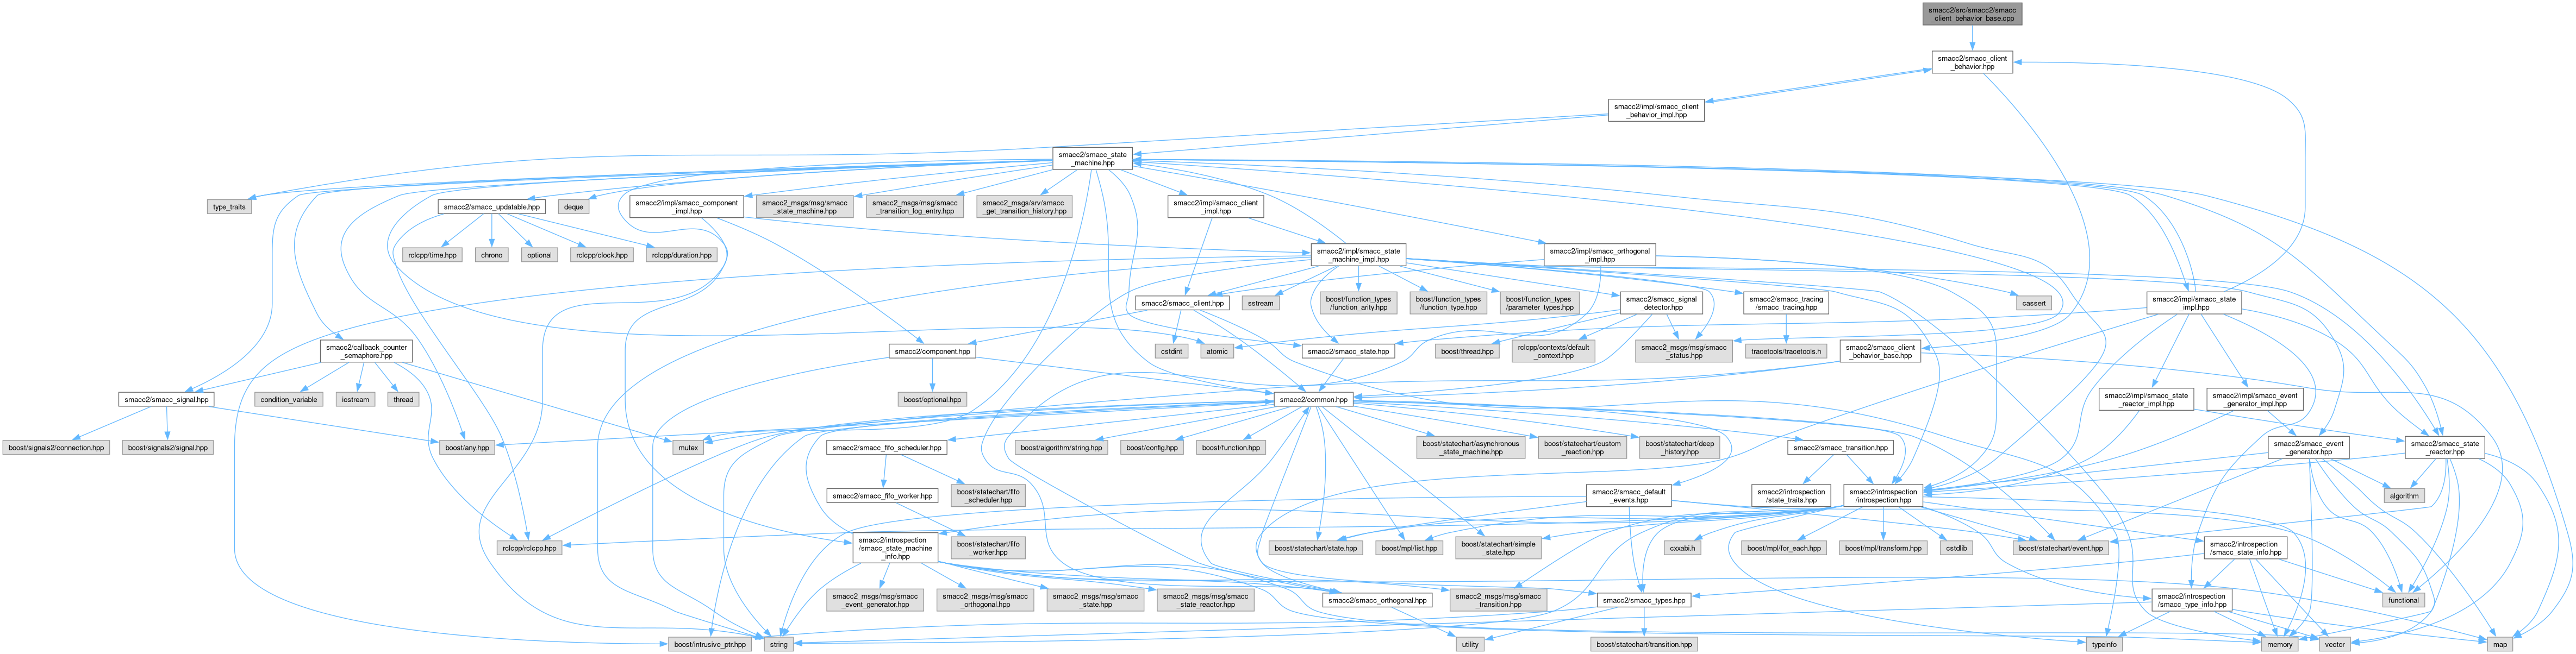 smacc2/src/smacc2/smacc
_client_behavior_base.cpp
smacc2/smacc_client
_behavior.hpp
smacc2/impl/smacc_client
_behavior_impl.hpp
smacc2/smacc_state
_machine.hpp
type_traits
smacc2/smacc_updatable.hpp
deque
smacc2/impl/smacc_component
_impl.hpp
smacc2_msgs/msg/smacc
_state_machine.hpp
smacc2_msgs/msg/smacc
_transition_log_entry.hpp
smacc2_msgs/srv/smacc
_get_transition_history.hpp
smacc2/impl/smacc_client
_impl.hpp
rclcpp/time.hpp
chrono
optional
rclcpp/clock.hpp
rclcpp/duration.hpp
smacc2/impl/smacc_state
_machine_impl.hpp
smacc2/impl/smacc_orthogonal
_impl.hpp
smacc2/smacc_client.hpp
sstream
boost/function_types
/function_arity.hpp
boost/function_types
/function_type.hpp
boost/function_types
/parameter_types.hpp
smacc2/smacc_signal
_detector.hpp
smacc2/smacc_tracing
/smacc_tracing.hpp
cassert
smacc2/impl/smacc_state
_impl.hpp
smacc2/callback_counter
_semaphore.hpp
smacc2/component.hpp
cstdint
atomic
smacc2/smacc_state.hpp
boost/thread.hpp
rclcpp/contexts/default
_context.hpp
smacc2_msgs/msg/smacc
_status.hpp
tracetools/tracetools.h
smacc2/smacc_client
_behavior_base.hpp
smacc2/smacc_signal.hpp
condition_variable
iostream
thread
boost/optional.hpp
smacc2/common.hpp
smacc2/impl/smacc_state
_reactor_impl.hpp
smacc2/impl/smacc_event
_generator_impl.hpp
boost/signals2/connection.hpp
boost/signals2/signal.hpp
boost/any.hpp
mutex
smacc2/smacc_fifo_scheduler.hpp
boost/algorithm/string.hpp
boost/config.hpp
boost/function.hpp
boost/statechart/asynchronous
_state_machine.hpp
boost/statechart/custom
_reaction.hpp
boost/statechart/deep
_history.hpp
smacc2/smacc_transition.hpp
smacc2/smacc_event
_generator.hpp
smacc2/smacc_state
_reactor.hpp
smacc2/smacc_fifo_worker.hpp
boost/statechart/fifo
_scheduler.hpp
smacc2/smacc_default
_events.hpp
smacc2/introspection
/state_traits.hpp
smacc2/introspection
/introspection.hpp
algorithm
rclcpp/rclcpp.hpp
smacc2/introspection
/smacc_state_machine
_info.hpp
boost/statechart/fifo
_worker.hpp
boost/statechart/state.hpp
boost/mpl/list.hpp
boost/statechart/simple
_state.hpp
cxxabi.h
boost/mpl/for_each.hpp
boost/mpl/transform.hpp
cstdlib
boost/statechart/event.hpp
smacc2/introspection
/smacc_state_info.hpp
smacc2_msgs/msg/smacc
_event_generator.hpp
smacc2_msgs/msg/smacc
_orthogonal.hpp
smacc2_msgs/msg/smacc
_state.hpp
smacc2_msgs/msg/smacc
_state_reactor.hpp
smacc2/smacc_orthogonal.hpp
smacc2_msgs/msg/smacc
_transition.hpp
smacc2/smacc_types.hpp
smacc2/introspection
/smacc_type_info.hpp
functional
boost/intrusive_ptr.hpp
string
utility
boost/statechart/transition.hpp
typeinfo
memory
vector
map